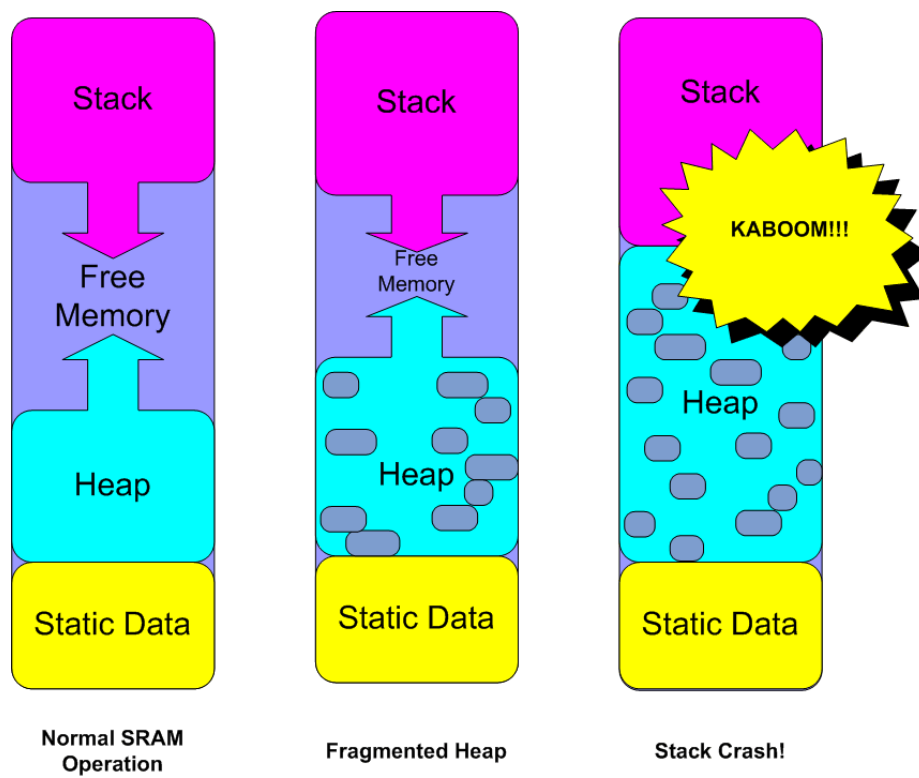 Stack
Free
Memory
Heap
Static Data
Normal SRAM
Operation
Stack
Free
Memory
Heap
Static Data
Fragmented Heap
Stack
KABOOM!!!
Heap
Static Data
Stack Crash!